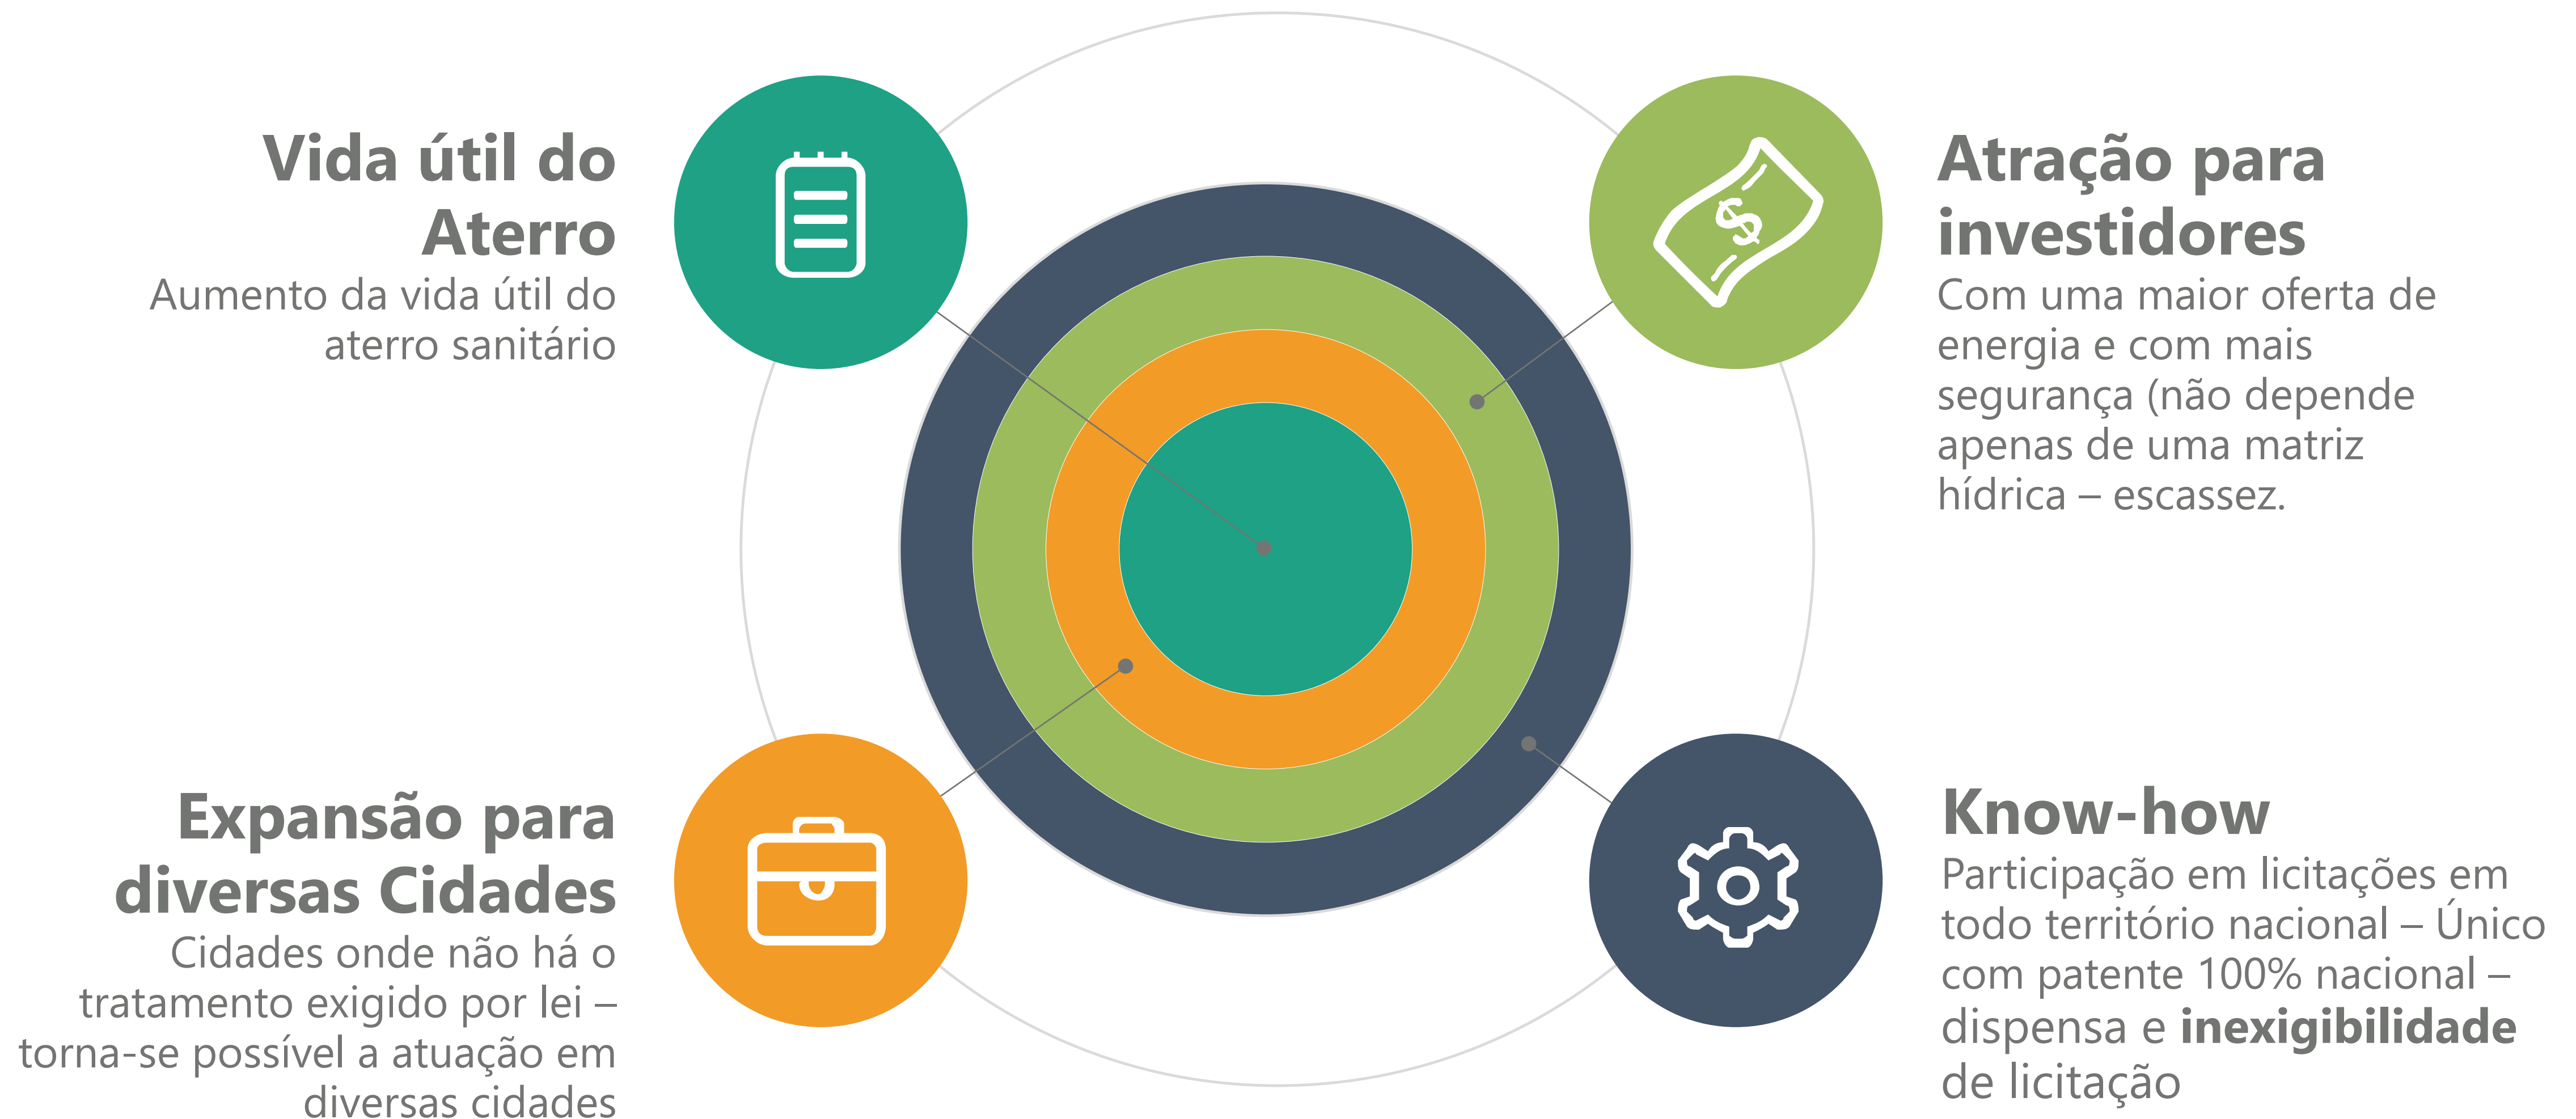 Vida útil do
Aterro
Aumento da vida útil do
aterro sanitário
Atração para
investidores
Com uma maior oferta de
energia e com mais
segurança (não depende
apenas de uma matriz
hídrica – escassez.
$
Expansão para
diversas Cidades
Cidades onde não há o
tratamento exigido por lei –
torna-se possível a atuação em
diversas cidades
Know-how
Participação em licitações em
todo território nacional – Único
com patente 100% nacional –
dispensa e inexigibilidade
de licitação